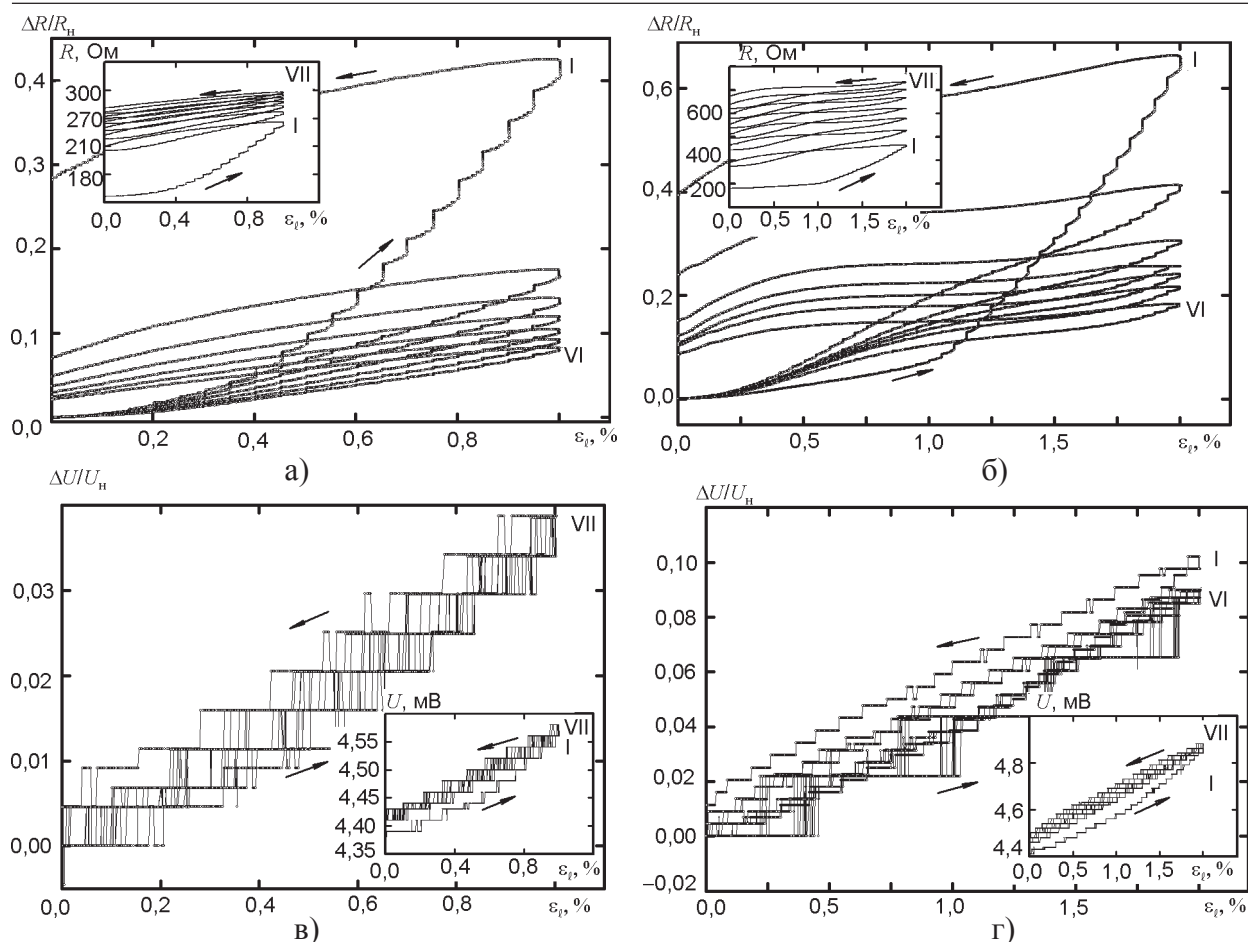 ΔR/Rн
0,4
0,3
0,2
0,1
0,0
0,2
0,4
0,6
0,8
εℓ, %
I
VI
R, Ом
300
270
210
180
0,0
0,4
0,8
εℓ, %
VII
I
а)
ΔR/Rн
0,6
0,4
0,2
0,0
0,0
0,5
1,0
1,5
εℓ, %
I
VI
R, Ом
600
400
200
0,0
0,5
1,0
1,5
εℓ, %
VII
I
б)
ΔU/Uн
0,03
0,02
0,01
0,00
0,0
0,2
0,4
0,6
0,8
εℓ, %
VII
U, мВ
4,55
4,50
4,45
4,40
4,35
0,0
0,4
0,8
εℓ, %
VII
I
в)
ΔU/Uн
0,10
0,08
0,06
0,04
0,02
0,00
–0,02
0,0
0,5
1,0
1,5
εℓ, %
I
VI
U, мВ
4,8
4,6
4,4
0,0
0,5
1,0
1,5
εℓ, %
VII
I
г)